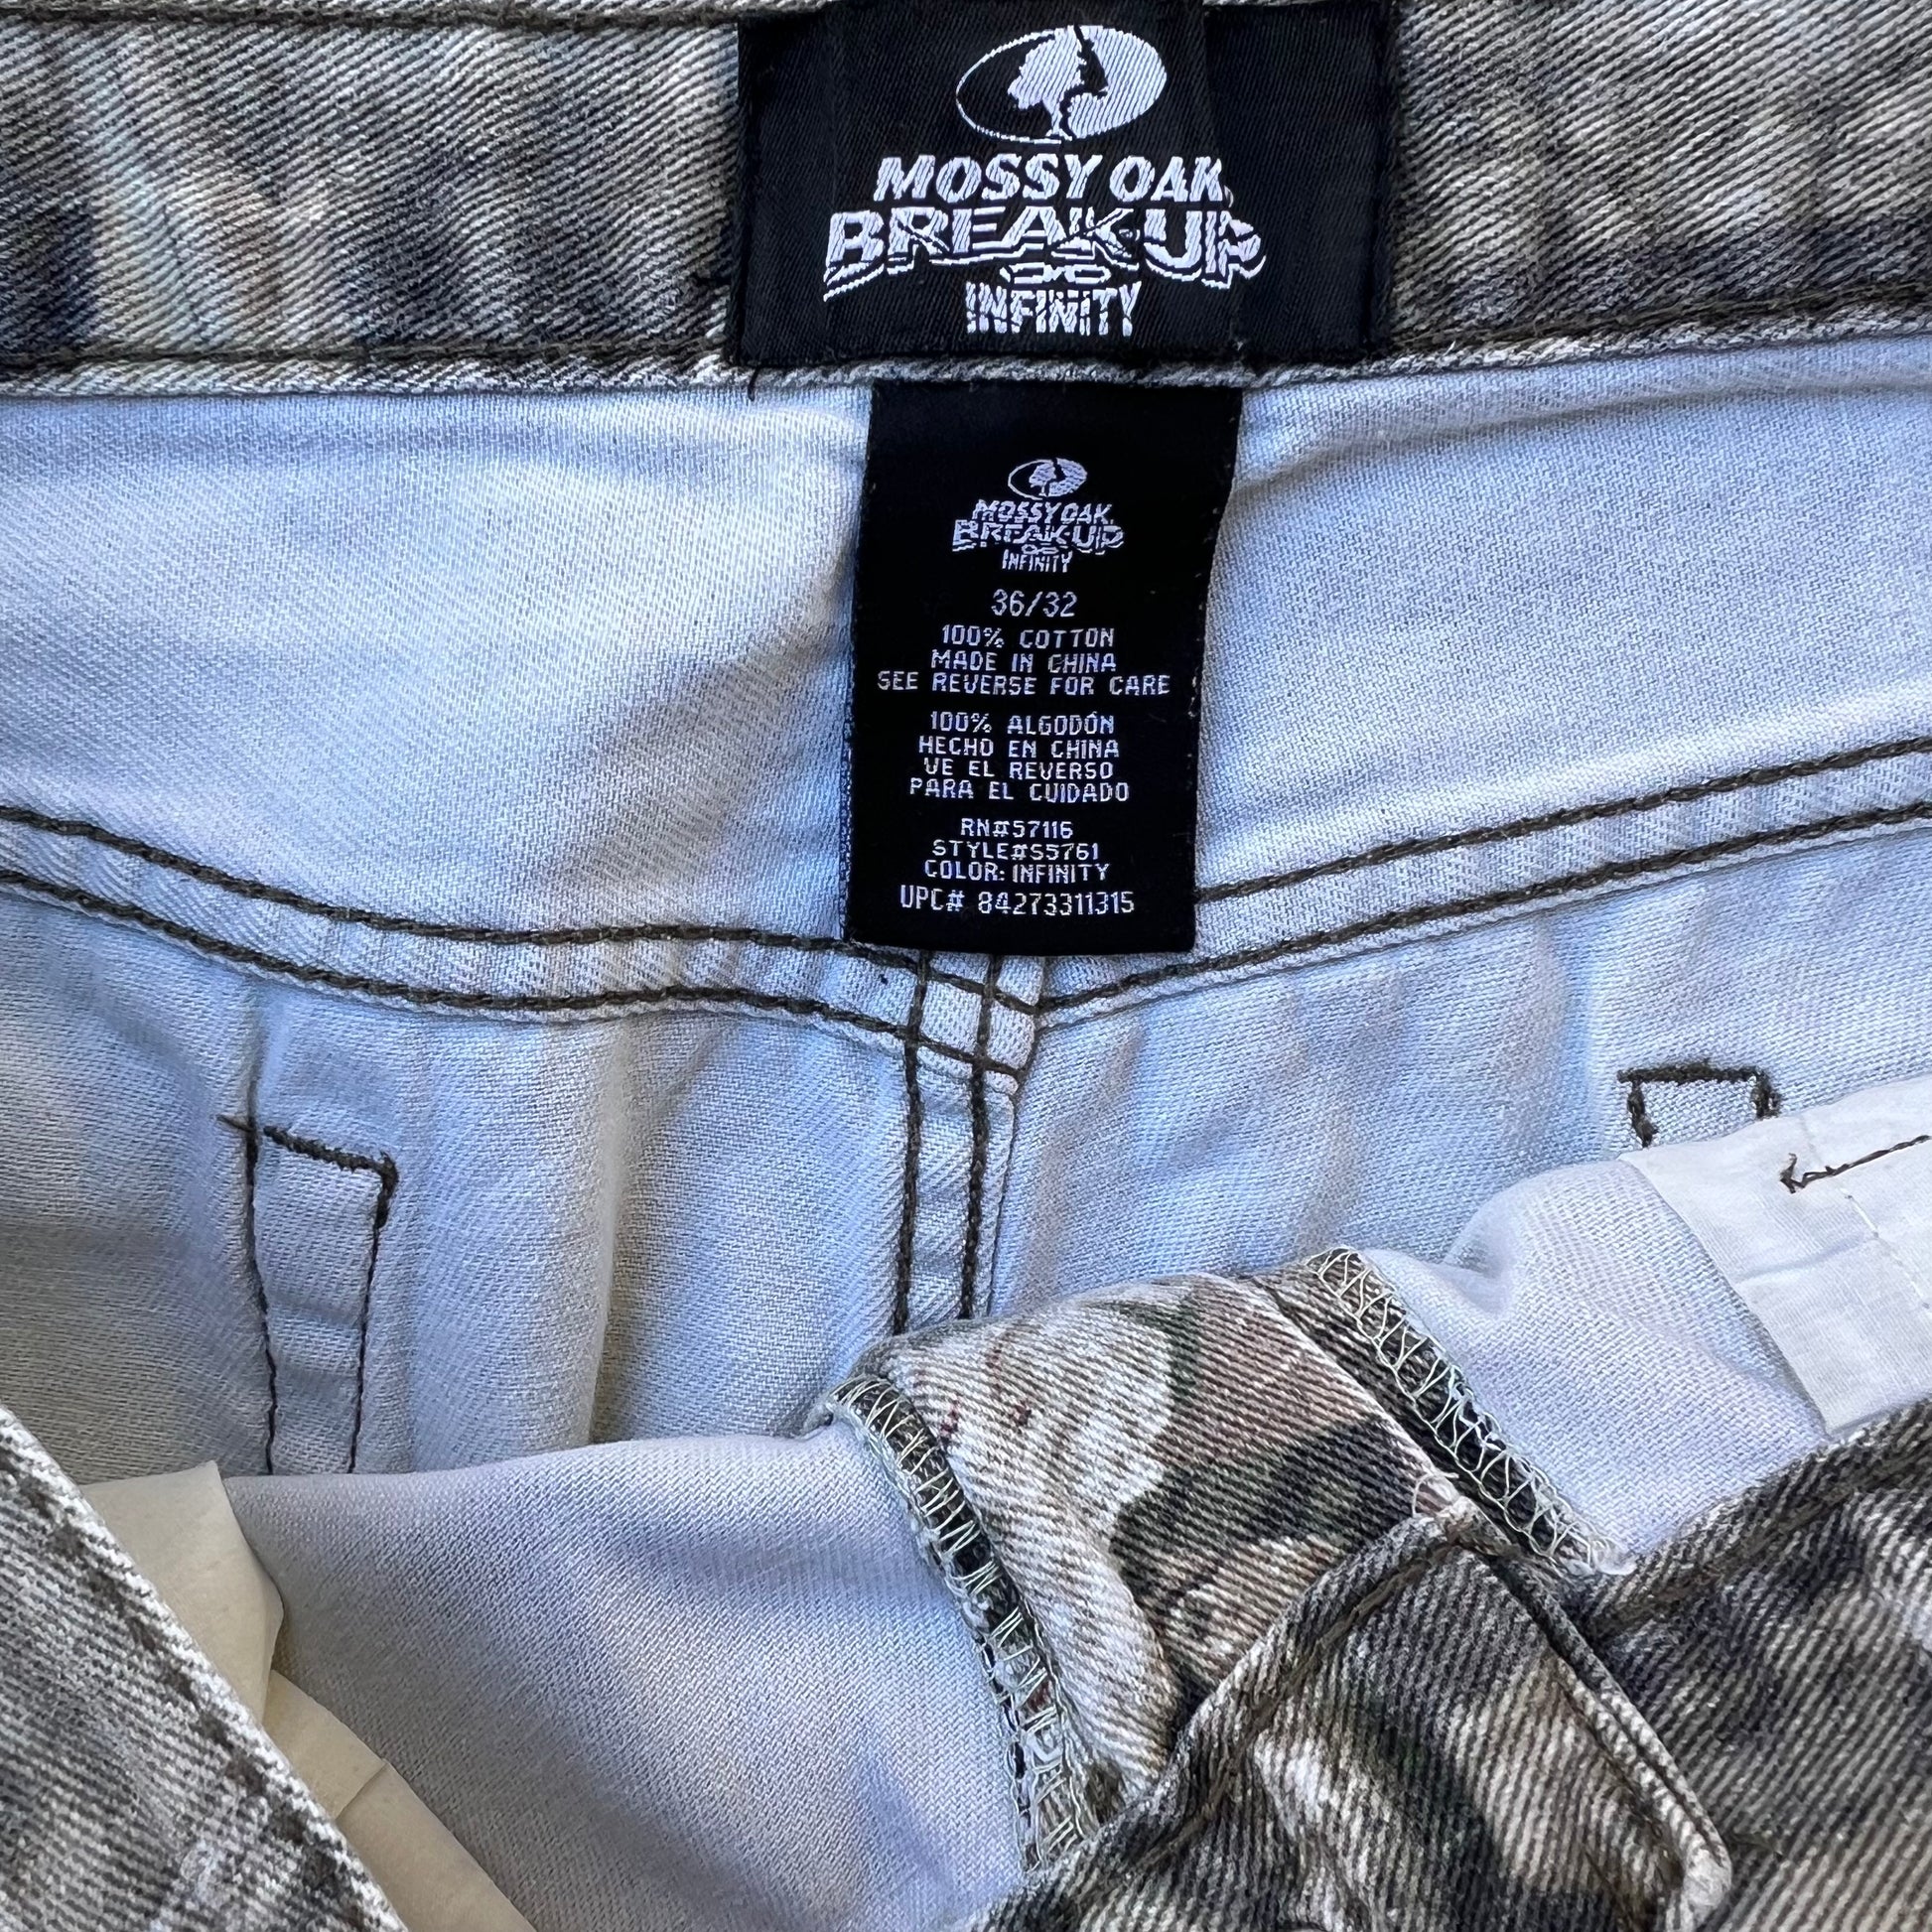 MOSSY OAK
BREAK-UP
INFINITY
MOSSY OAK
BREAK-UP
INFINITY
36/32
100% COTTON
MADE IN CHINA
SEE REVERSE FOR CARE
100% ALGODÓN
HECHO EN CHINA
VE EL REVERSO
PARA EL CUIDADO
RN#57116
STYLE#S5761
COLOR: INFINITY
UPC# 84273311315